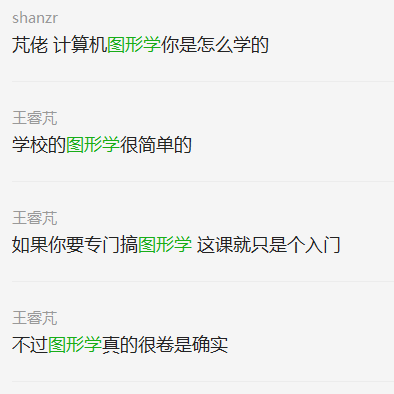 shanzr
芃佬 计算机图形学你是怎么学的
王睿芃
学校的图形学很简单的
王睿芃
如果你要专门搞图形学 这课就只是个入门
王睿芃
不过图形学真的很卷是确实